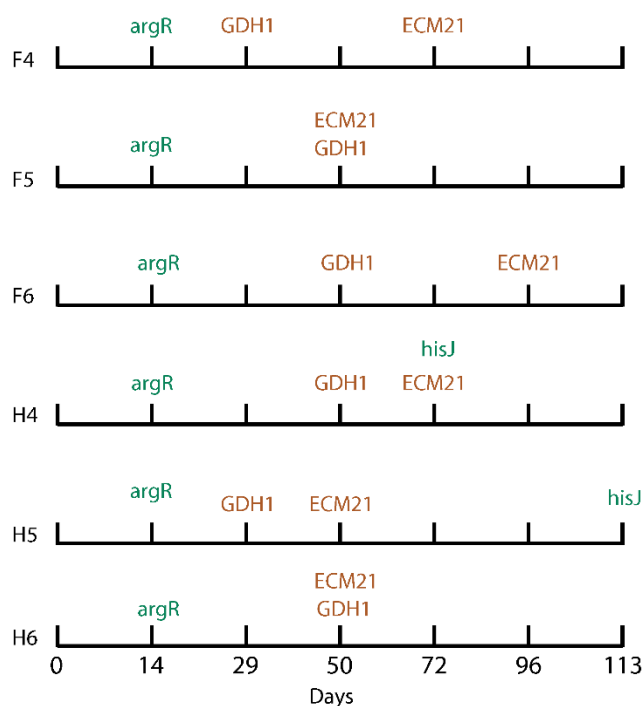 argR GDH1 ECM21
F4
ECM21
argR GDH1
F5
argR GDH1 ECM21
F6
hisJ
argR GDH1 ECM21
H4
argR GDH1 ECM21 hisJ
H5
ECM21
argR GDH1
H6
0 14 29 50 72 96 113
Days